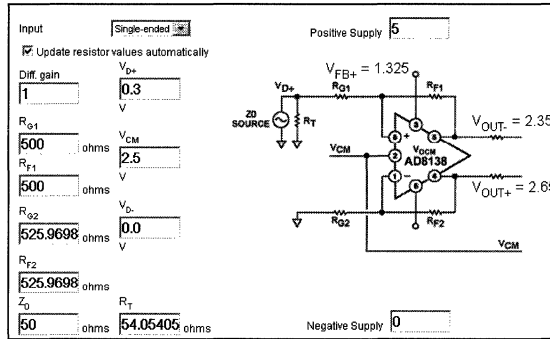 Input Single-ended
Positive Supply 5
Update resistor values automatically
Diff. gain
1
VD+
0.3
V
RG1
500
ohms
VCM
2.5
V
RF1
500
ohms
RG2
525.9698 ohms
VD-
0.0
V
RF2
525.9698 ohms
Z0
50 ohms
RT
54.05405 ohms
VD+
RG1
VFB+ = 1.325
RF1
Z0
SOURCE
RT
3
8 +
5
VOUT- = 2.35
VCM
2
VOCM
AD8138
1 −
4
6
VOUT+ = 2.65
RG2
RF2
VCM
Negative Supply 0